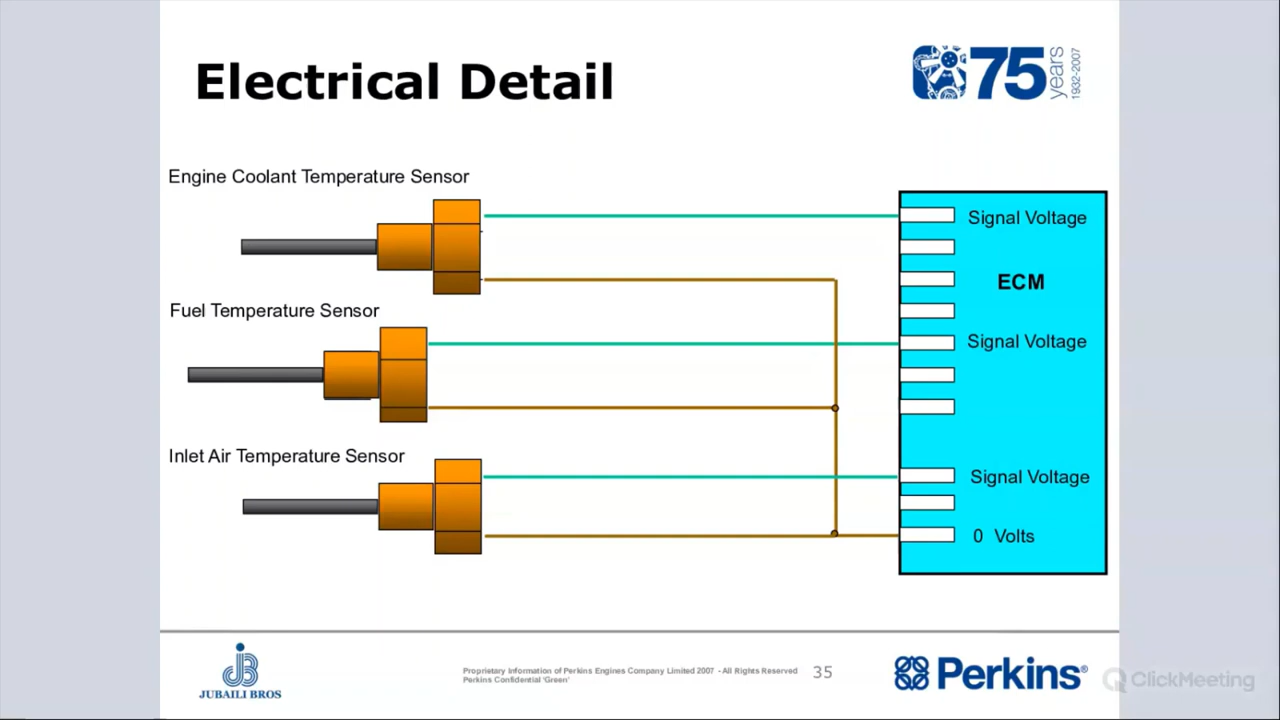 Electrical Detail
75
years
1932-2007
Engine Coolant Temperature Sensor
Signal Voltage
ECM
Fuel Temperature Sensor
Signal Voltage
Inlet Air Temperature Sensor
Signal Voltage
0 Volts
JUBAILI BROS
Proprietary Information of Perkins Engines Company Limited 2007 - All Rights Reserved
Perkins Confidential 'Green'
35
Perkins®
ClickMeeting